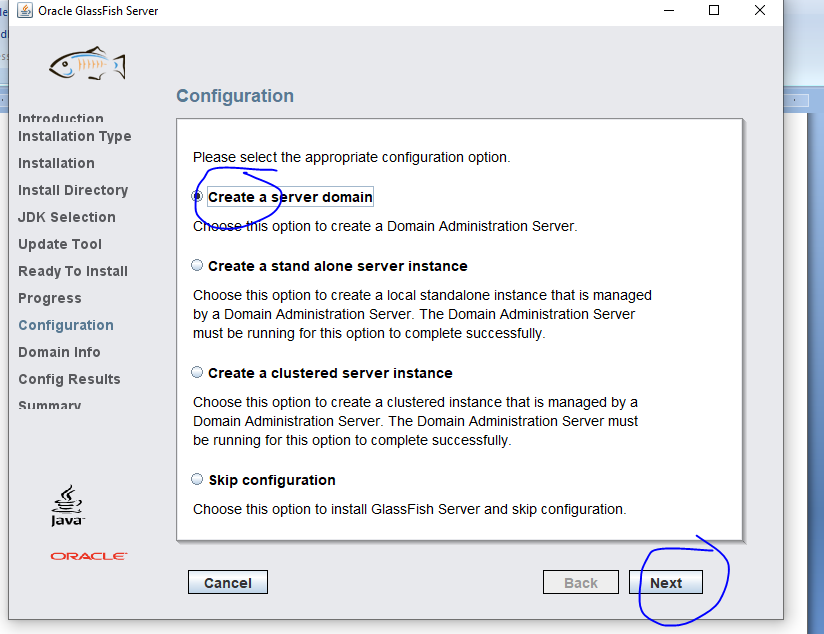 Oracle GlassFish Server
Configuration
Introduction
Installation Type
Installation
Install Directory
JDK Selection
Update Tool
Ready To Install
Progress
Configuration
Domain Info
Config Results
Summary
Please select the appropriate configuration option.
Create a server domain
Choose this option to create a Domain Administration Server.
Create a stand alone server instance
Choose this option to create a local standalone instance that is managed
by a Domain Administration Server. The Domain Administration Server
must be running for this option to complete successfully.
Create a clustered server instance
Choose this option to create a clustered instance that is managed by a
Domain Administration Server. The Domain Administration Server must
be running for this option to complete successfully.
Skip configuration
Choose this option to install GlassFish Server and skip configuration.
Java
ORACLE
Cancel
Back
Next